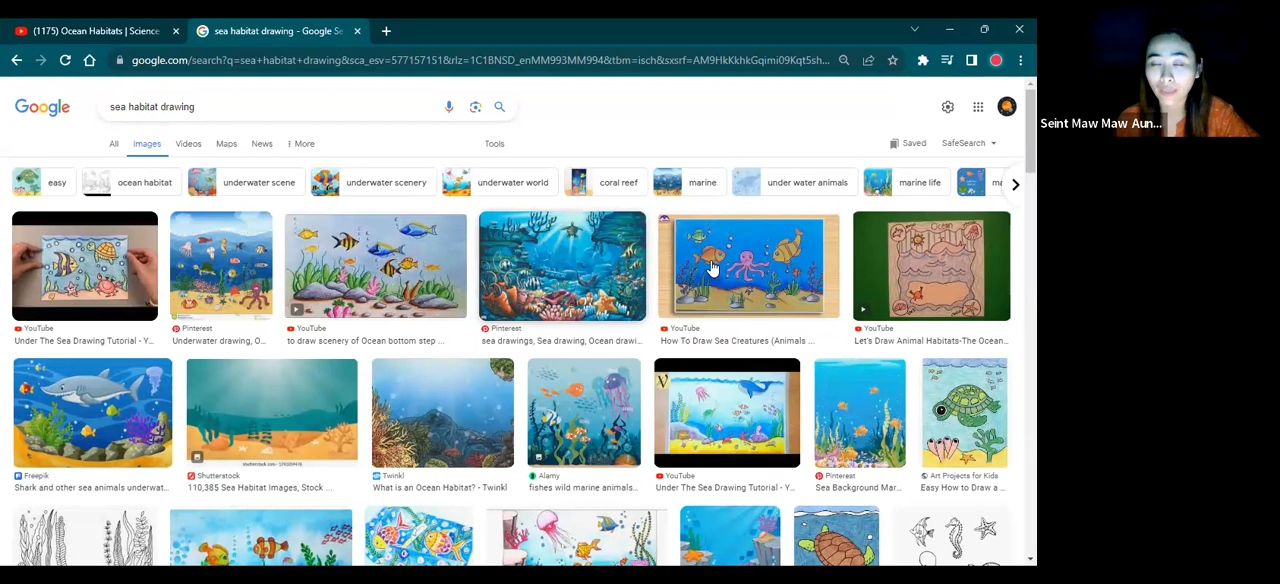 (1175) Ocean Habitats | Science
sea habitat drawing - Google Se
google.com/search?q=sea+habitat+drawing&sca_esv=577157151&rlz=1C1BNSD_enMM993MM994&tbm=isch&sxsrf=AM9HkKkhkGqimi09Kqt5sh...
Google
sea habitat drawing
All
Images
Videos
Maps
News
More
Tools
Saved
SafeSearch
easy
ocean habitat
underwater scene
underwater scenery
underwater world
coral reef
marine
under water animals
marine life
ma
Ocean
YouTube
Under The Sea Drawing Tutorial - Y...
Pinterest
Underwater drawing, O...
YouTube
to draw scenery of Ocean bottom step ...
Pinterest
sea drawings, Sea drawing, Ocean drawi...
YouTube
How To Draw Sea Creatures (Animals ...
YouTube
Let's Draw Animal Habitats-The Ocean...
V
Freepik
Shark and other sea animals underwat...
Shutterstock
110,385 Sea Habitat Images, Stock ...
Twinkl
What is an Ocean Habitat? - Twinkl
Alamy
fishes wild marine animals...
YouTube
Under The Sea Drawing Tutorial - Y...
Pinterest
Sea Background Mar...
Art Projects for Kids
Easy How to Draw a ...
Seint Maw Maw Aun...